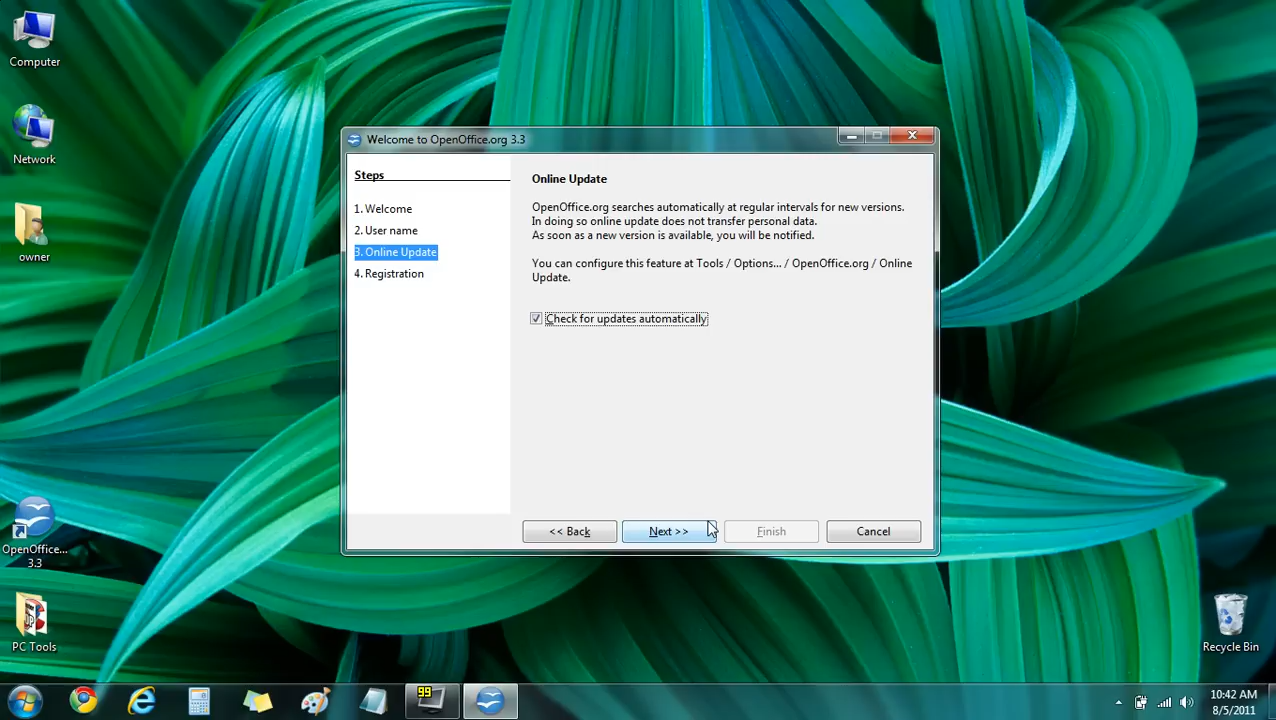 Computer
Network
owner
OpenOffice...
3.3
PC Tools
Welcome to OpenOffice.org 3.3
Steps
1. Welcome
2. User name
3. Online Update
4. Registration
Online Update
OpenOffice.org searches automatically at regular intervals for new versions.
In doing so online update does not transfer personal data.
As soon as a new version is available, you will be notified.
You can configure this feature at Tools / Options... / OpenOffice.org / Online
Update.
Check for updates automatically
<< Back
Next >>
Finish
Cancel
Recycle Bin
99
10:42 AM
8/5/2011